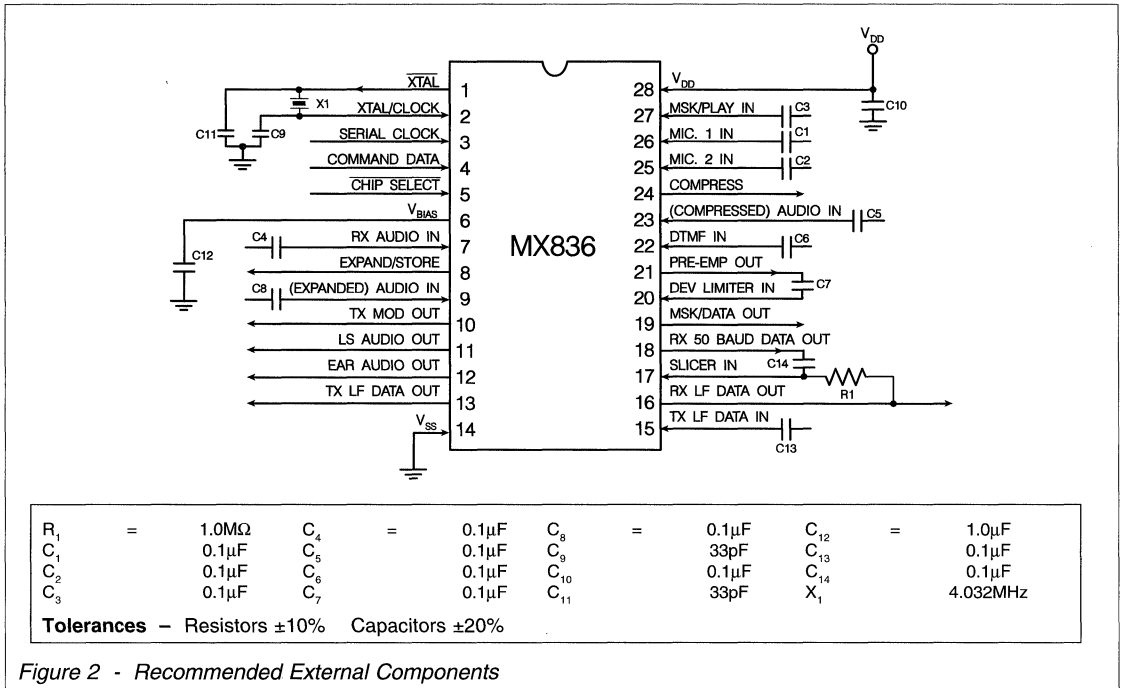 V_DD
X̅T̅A̅L̅ 1 28 V_DD
X1 C10
XTAL/CLOCK 2 27 MSK/PLAY IN C3
C11 C9
SERIAL CLOCK 3 26 MIC. 1 IN C1
COMMAND DATA 4 25 MIC. 2 IN C2
C̅H̅I̅P̅ S̅E̅L̅E̅C̅T̅ 5 24 COMPRESS
V_BIAS 6 23 (COMPRESSED) AUDIO IN C5
MX836
C4 RX AUDIO IN 7 22 DTMF IN C6
C12
EXPAND/STORE 8 21 PRE-EMP OUT
C7
C8 (EXPANDED) AUDIO IN 9 20 DEV LIMITER IN
TX MOD OUT 10 19 MSK/DATA OUT
LS AUDIO OUT 11 18 RX 50 BAUD DATA OUT
C14
EAR AUDIO OUT 12 17 SLICER IN
R1
TX LF DATA OUT 13 16 RX LF DATA OUT
V_SS 14 15 TX LF DATA IN
C13
R₁ = 1.0MΩ C₄ = 0.1µF C₈ = 0.1µF C₁₂ = 1.0µF
C₁ 0.1µF C₅ 0.1µF C₉ 33pF C₁₃ 0.1µF
C₂ 0.1µF C₆ 0.1µF C₁₀ 0.1µF C₁₄ 0.1µF
C₃ 0.1µF C₇ 0.1µF C₁₁ 33pF X₁ 4.032MHz
Tolerances – Resistors ±10% Capacitors ±20%
Figure 2 - Recommended External Components